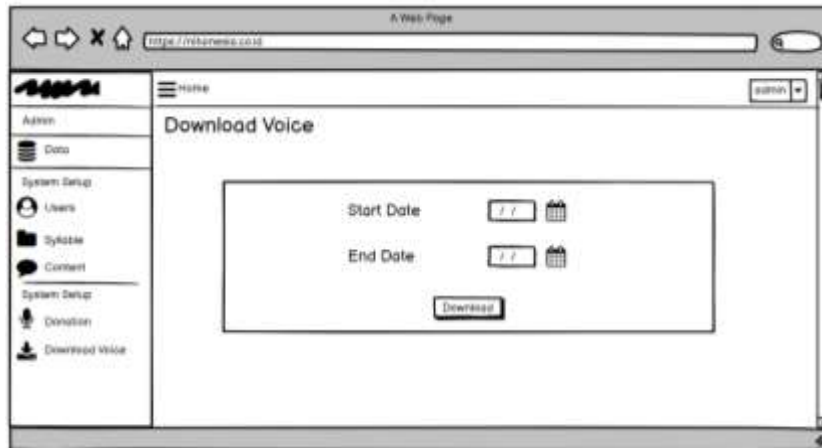 A Web Page
Home
admin
Admin
Data
System Setup
Users
Syllable
Content
System Setup
Donation
Download Voice
Download Voice
Start Date
/ /
End Date
/ /
Download